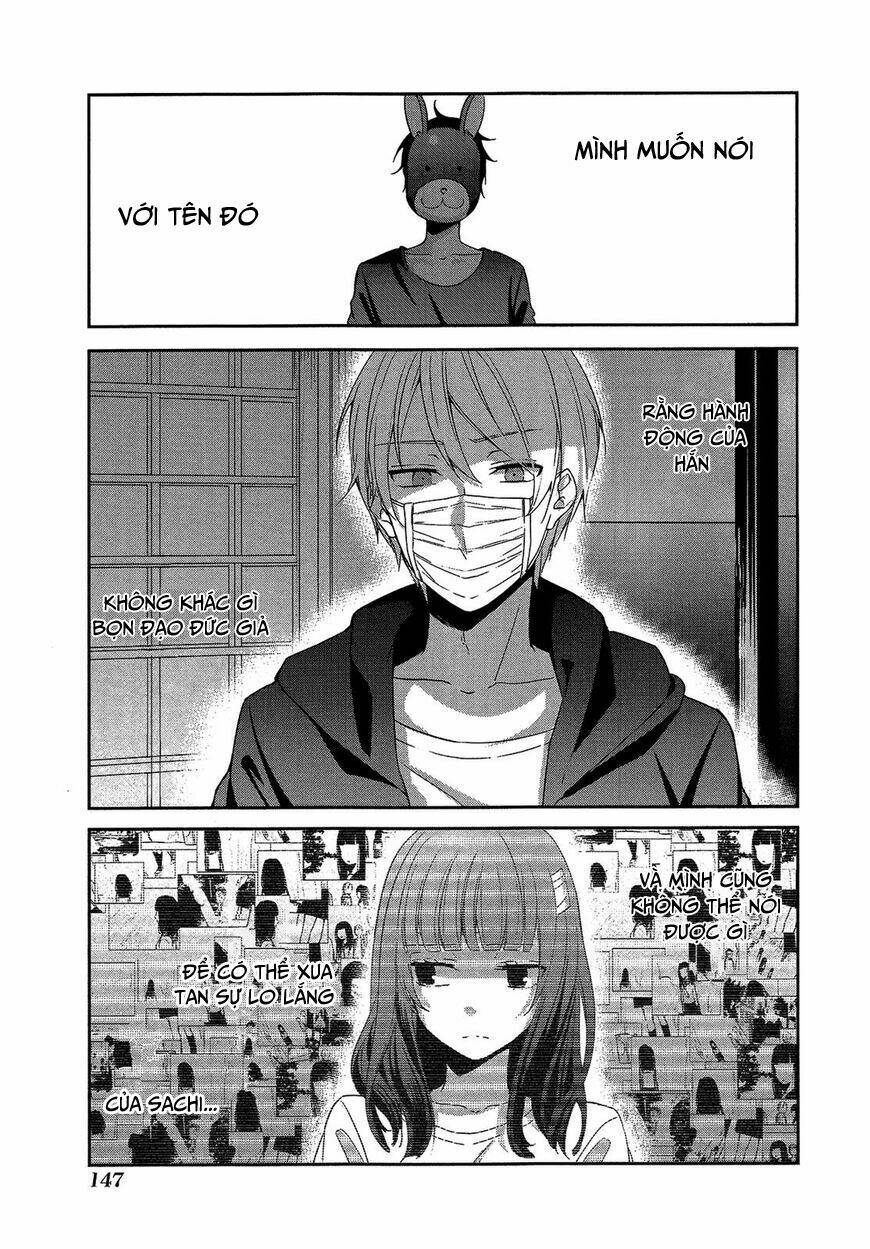 MÌNH MUỐN NÓI
VỚI TÊN ĐÓ
RẰNG HÀNH
ĐỘNG CỦA
HẮN
KHÔNG KHÁC GÌ
BỌN ĐẠO ĐỨC GIẢ
VÀ MÌNH CŨNG
KHÔNG THỂ NÓI
ĐƯỢC GÌ
ĐỂ CÓ THỂ XUA
TAN SỰ LO LẮNG
CỦA SACHI...
147